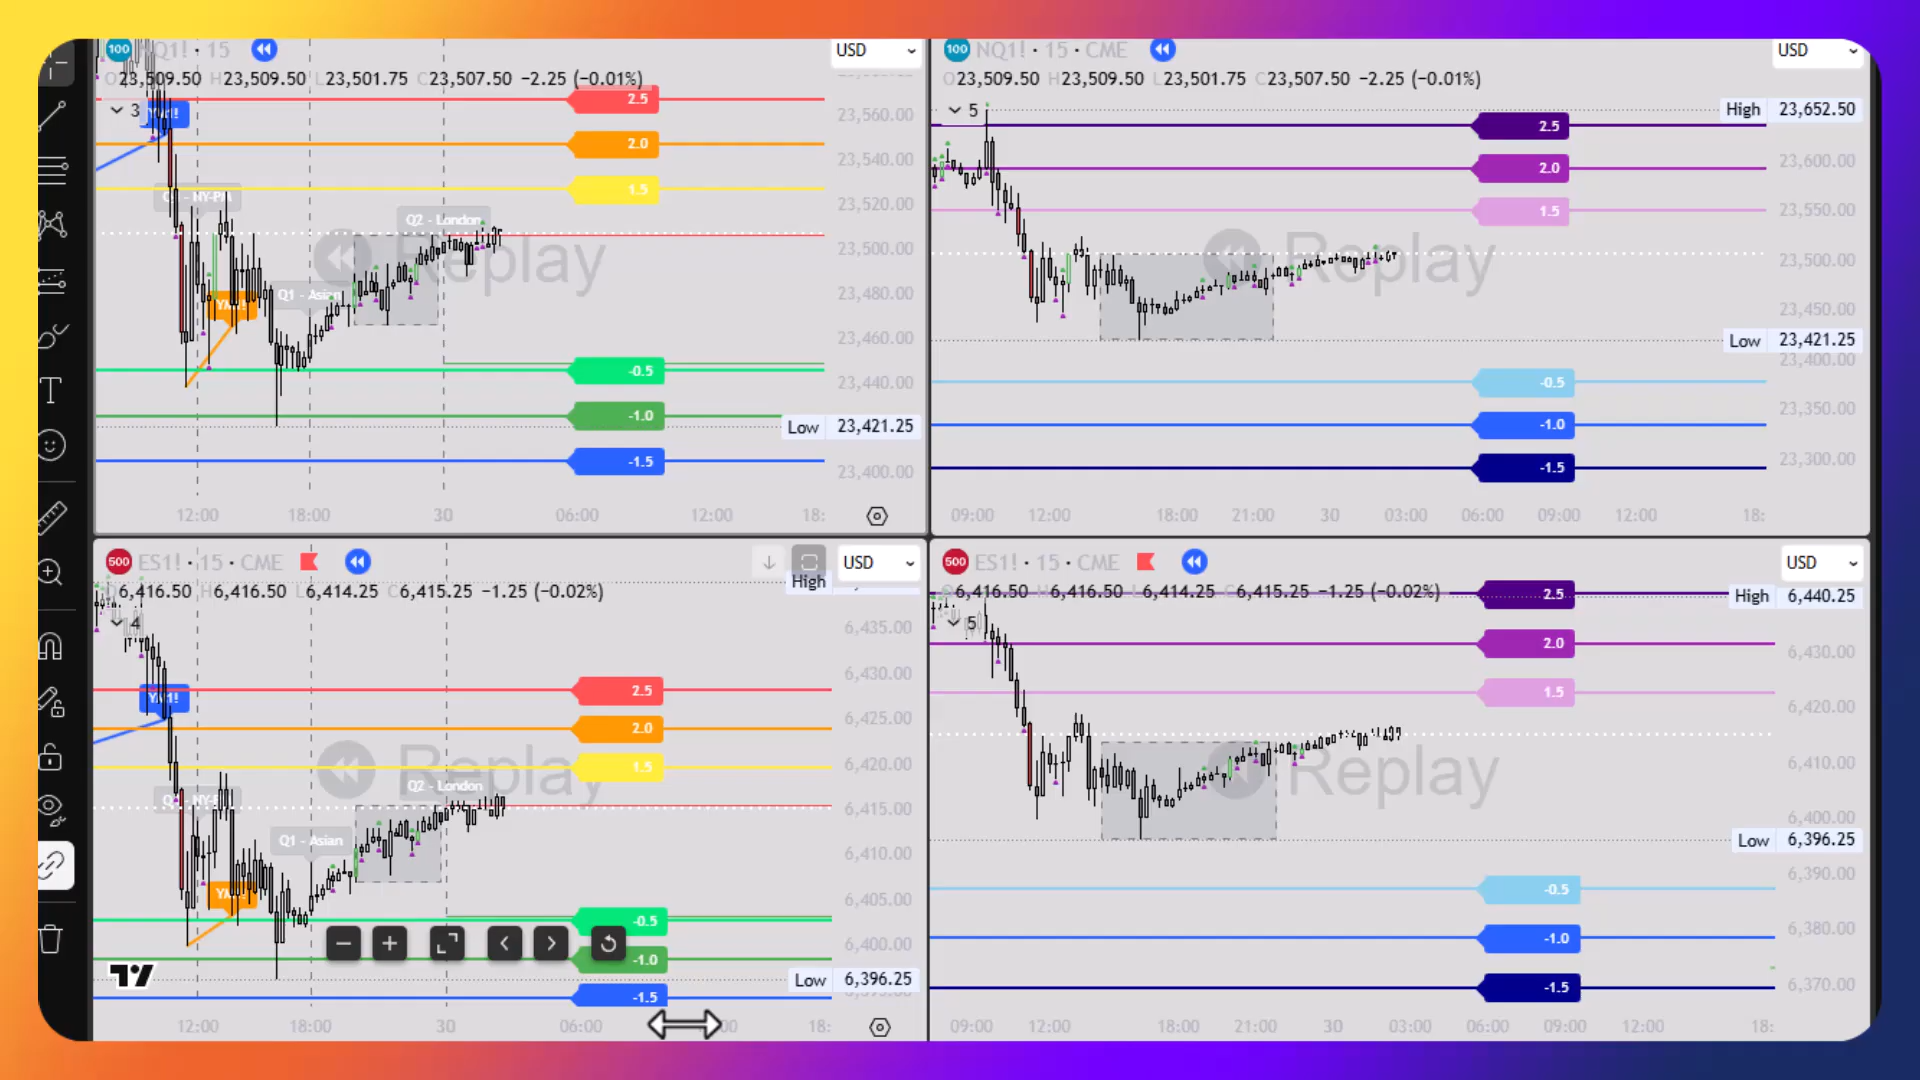 100 NQ1! · 15 USD
O23,509.50 H23,509.50 L23,501.75 C23,507.50 −2.25 (−0.01%)
3
2.5
2.0
1.5
Q2 - London
Q1 - Asian
Replay
-0.5
-1.0
-1.5
Low 23,421.25
23,560.00
23,540.00
23,520.00
23,500.00
23,480.00
23,460.00
23,440.00
23,400.00
12:00 18:00 30 06:00 12:00 18:
100 NQ1! · 15 · CME USD
O23,509.50 H23,509.50 L23,501.75 C23,507.50 −2.25 (−0.01%)
5
High 23,652.50
2.5
2.0
1.5
Replay
Low 23,421.25
-0.5
-1.0
-1.5
23,600.00
23,550.00
23,500.00
23,450.00
23,400.00
23,350.00
23,300.00
09:00 12:00 18:00 21:00 30 03:00 06:00 09:00 12:00 18:
500 ES1! · 15 · CME USD
High
O6,416.50 H6,416.50 L6,414.25 C6,415.25 −1.25 (−0.02%)
4
2.5
2.0
1.5
Replay
Q2 - London
Q1 - Asian
-0.5
-1.0
-1.5
Low 6,396.25
6,435.00
6,430.00
6,425.00
6,420.00
6,415.00
6,410.00
6,405.00
6,400.00
12:00 18:00 30 06:00 18:
500 ES1! · 15 · CME USD
O6,416.50 H6,416.50 L6,414.25 C6,415.25 −1.25 (−0.02%)
5
High 6,440.25
2.5
2.0
1.5
Replay
Low 6,396.25
-0.5
-1.0
-1.5
6,430.00
6,420.00
6,410.00
6,400.00
6,390.00
6,380.00
6,370.00
09:00 12:00 18:00 21:00 30 03:00 06:00 09:00 12:00 18: